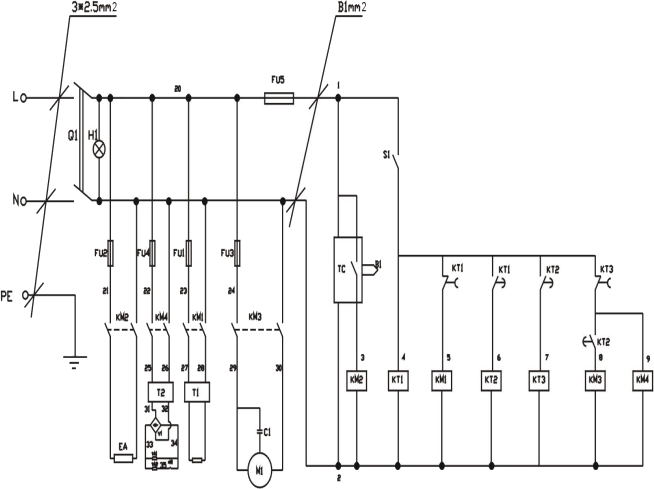 3*2.5mm2 B1mm2
FU5
L 20 1
Q1 H1 S1
N
FU2 FU4 FU1 FU3 TC B1 KT1 KT1 KT2 KT3
PE 21 22 23 24
KM2 KM4 KM1 KM3 KT2
25 26 27 28 29 30 3 4 5 6 7 8 9
T2 T1 KM2 KT1 KM1 KT2 KT3 KM3 KM4
31 32
V1 C1
EA 33 34
35 M1
2